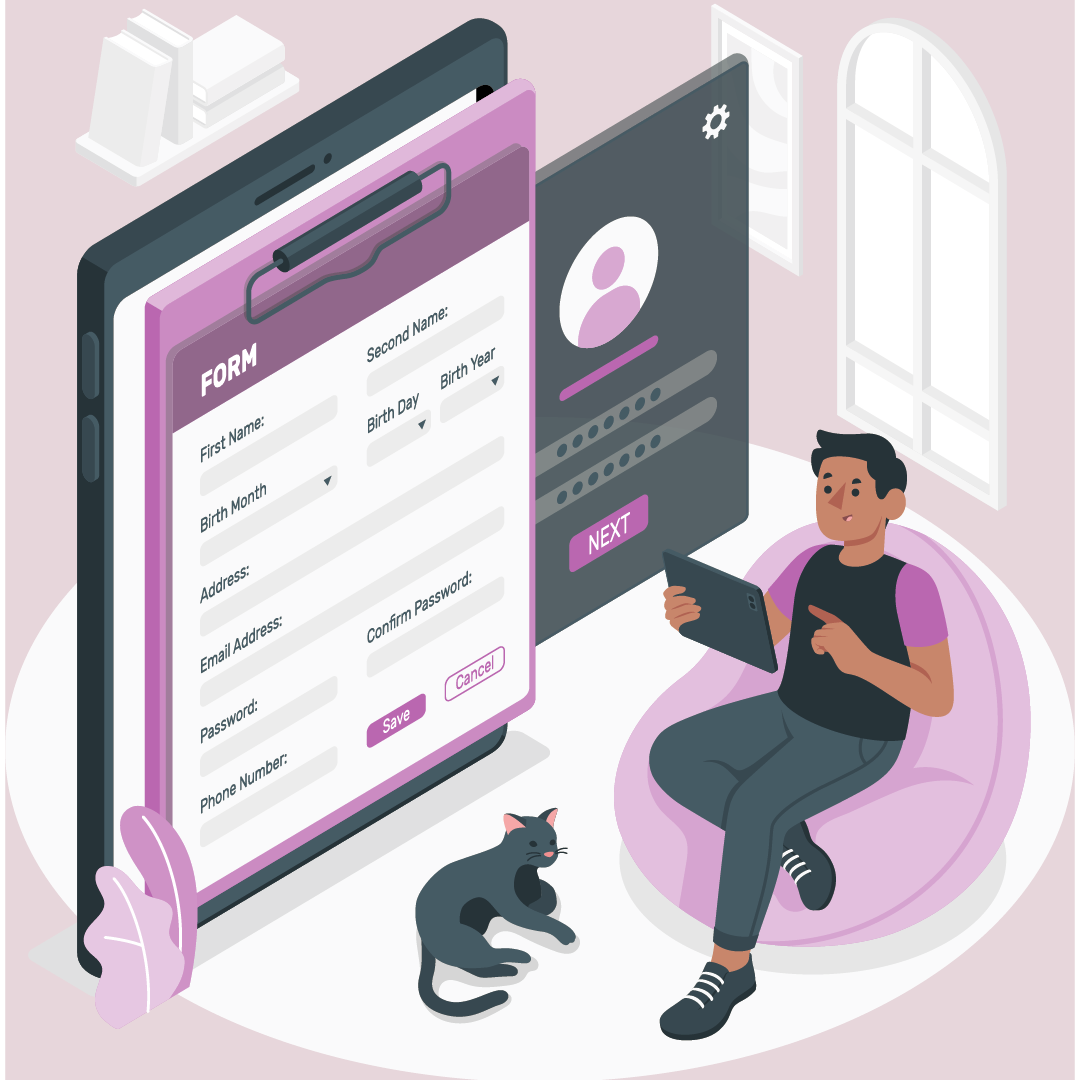 FORM
First Name:
Second Name:
Birth Month
Birth Day
Birth Year
Address:
Email Address:
Password:
Confirm Password:
Phone Number:
Save
Cancel
NEXT